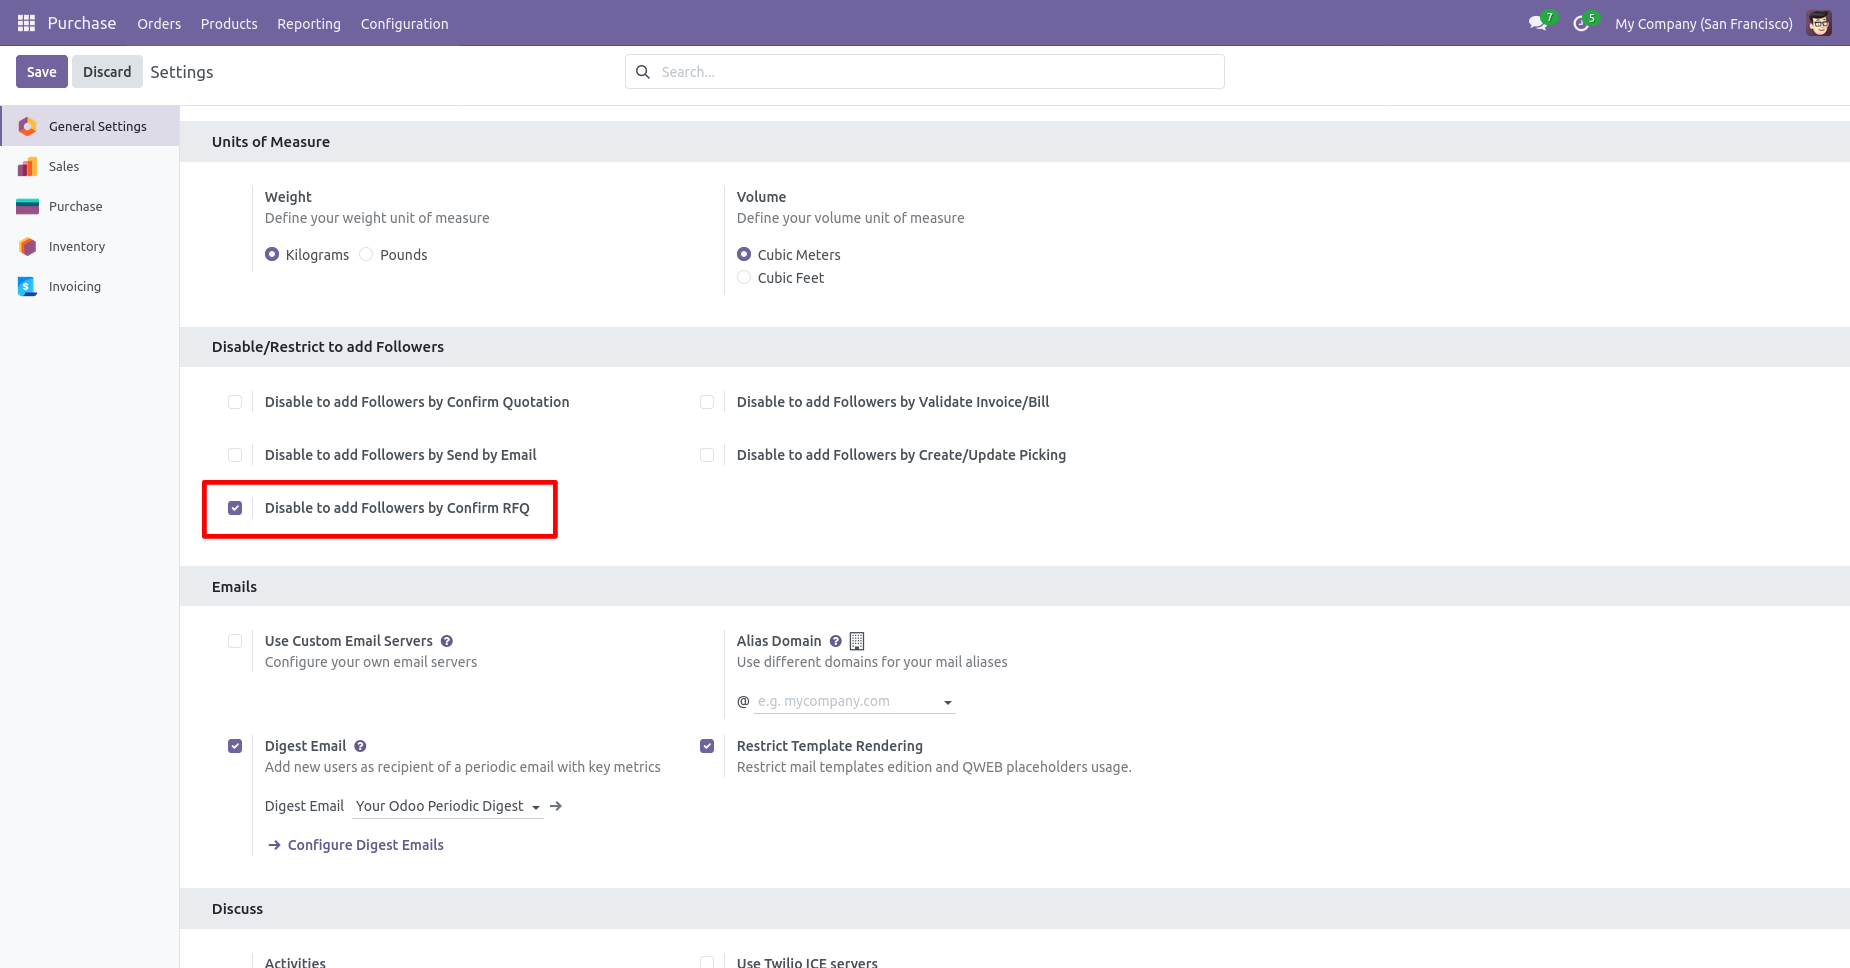 Purchase Orders Products Reporting Configuration 7 5 My Company (San Francisco)
Save Discard Settings Search...
General Settings
Sales
Purchase
Inventory
Invoicing
Units of Measure
Weight
Define your weight unit of measure
Kilograms Pounds
Volume
Define your volume unit of measure
Cubic Meters
Cubic Feet
Disable/Restrict to add Followers
Disable to add Followers by Confirm Quotation
Disable to add Followers by Validate Invoice/Bill
Disable to add Followers by Send by Email
Disable to add Followers by Create/Update Picking
Disable to add Followers by Confirm RFQ
Emails
Use Custom Email Servers ?
Configure your own email servers
Alias Domain ?
Use different domains for your mail aliases
@ e.g. mycompany.com
Digest Email ?
Add new users as recipient of a periodic email with key metrics
Digest Email Your Odoo Periodic Digest
Configure Digest Emails
Restrict Template Rendering
Restrict mail templates edition and QWEB placeholders usage.
Discuss
Activities
Use Twilio ICE servers